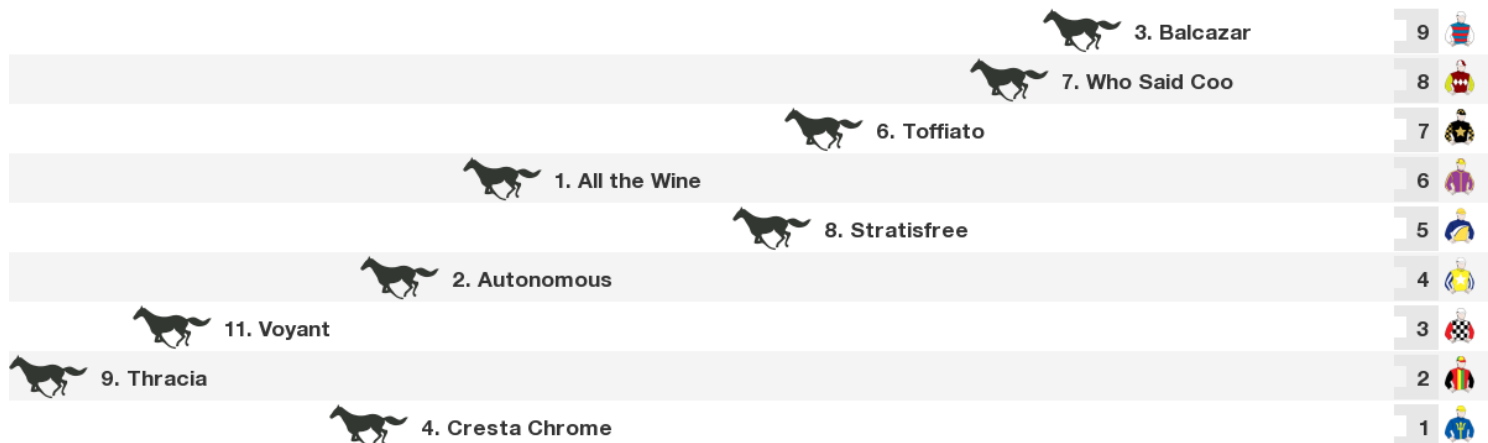 3. Balcazar 9
7. Who Said Coo 8
6. Toffiato 7
1. All the Wine 6
8. Stratisfree 5
2. Autonomous 4
11. Voyant 3
9. Thracia 2
4. Cresta Chrome 1